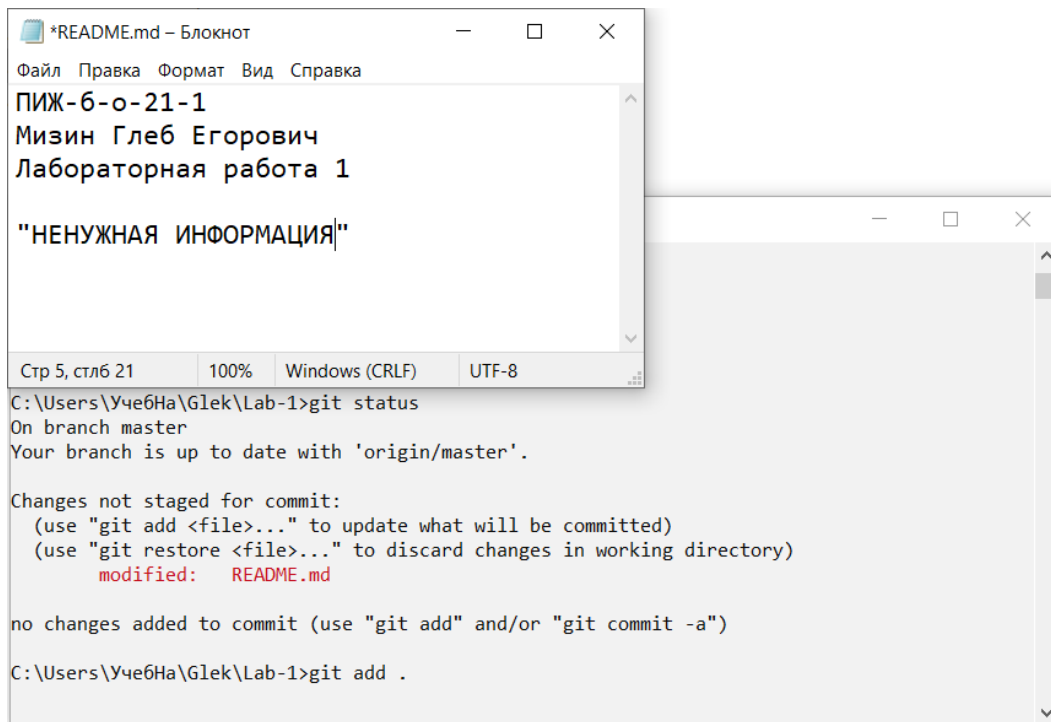 *README.md – Блокнот
Файл Правка Формат Вид Справка
ПИЖ-б-о-21-1
Мизин Глеб Егорович
Лабораторная работа 1
"НЕНУЖНАЯ ИНФОРМАЦИЯ"
Стр 5, стлб 21 100% Windows (CRLF) UTF-8
C:\Users\УчебНа\Glek\Lab-1>git status
On branch master
Your branch is up to date with 'origin/master'.
Changes not staged for commit:
(use "git add <file>..." to update what will be committed)
(use "git restore <file>..." to discard changes in working directory)
modified: README.md
no changes added to commit (use "git add" and/or "git commit -a")
C:\Users\УчебНа\Glek\Lab-1>git add .